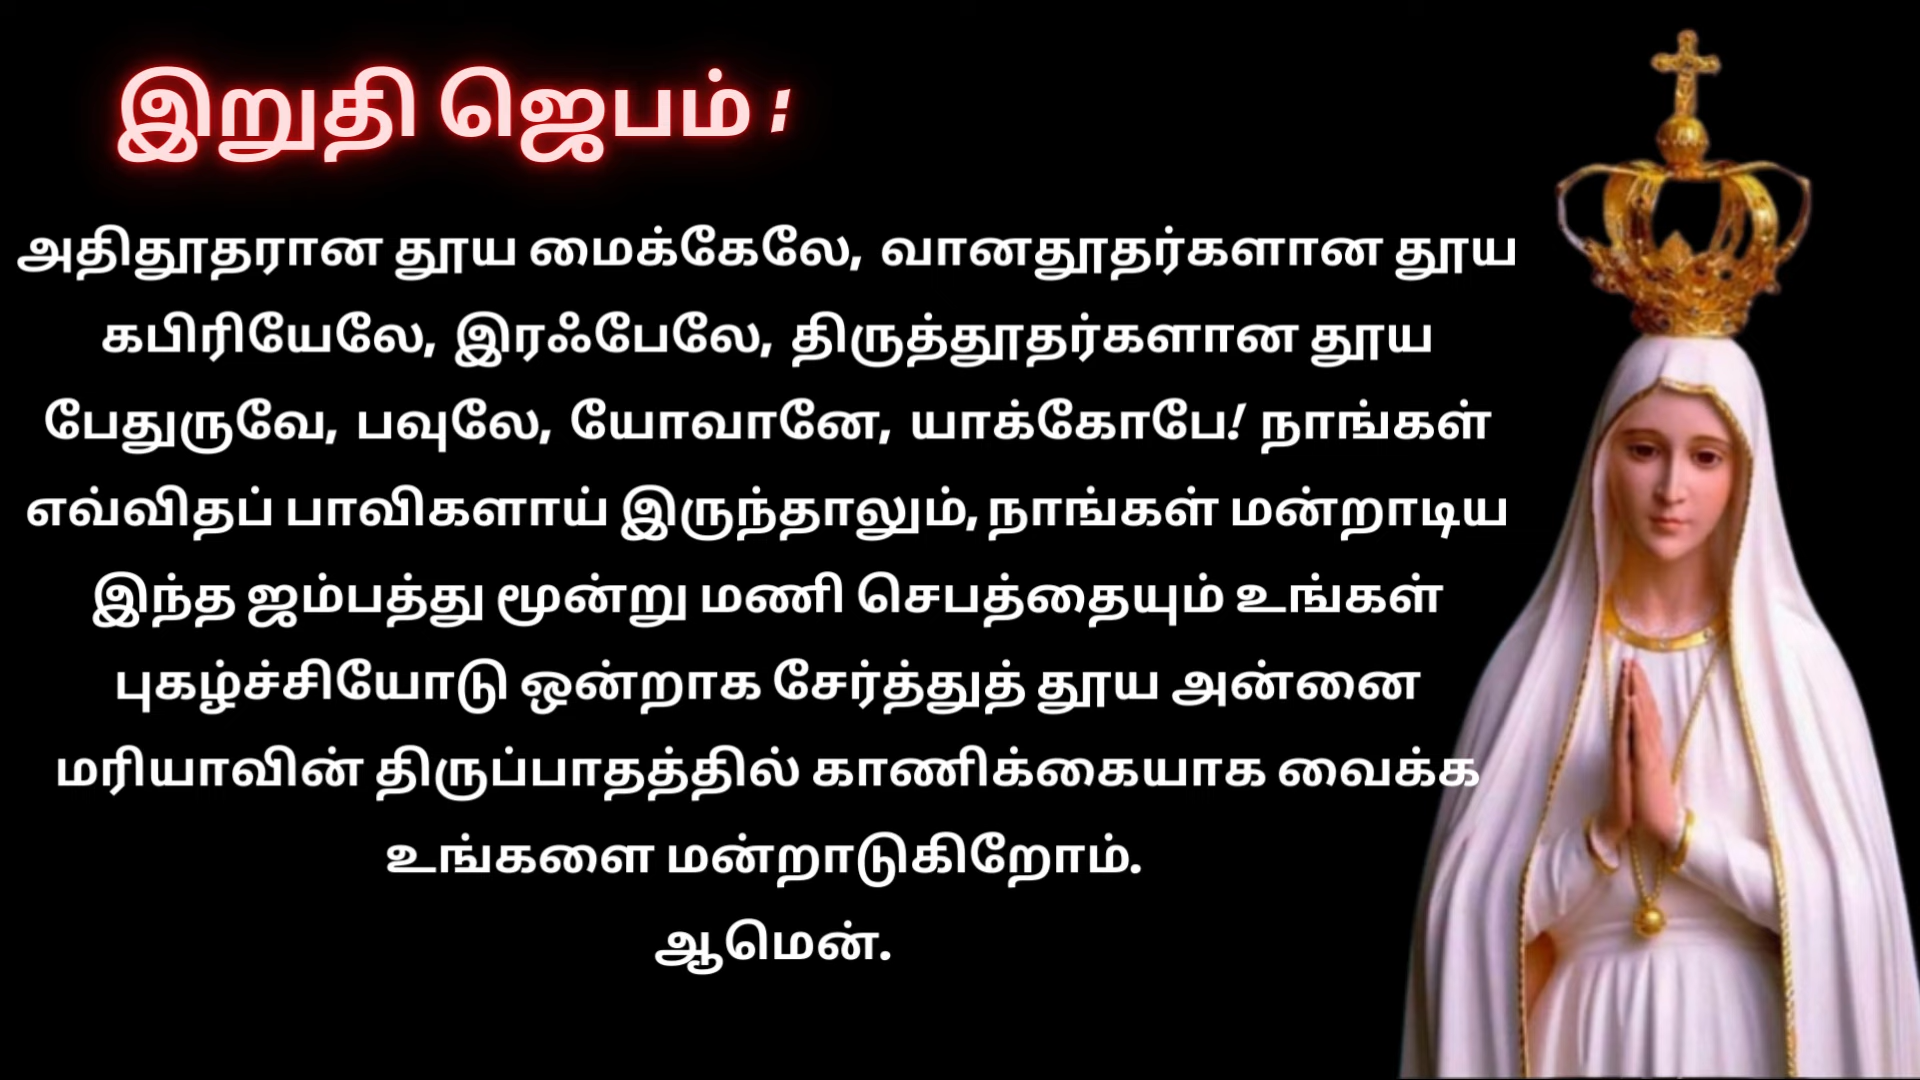 இறுதி ஜெபம் :
அதிதூதரான தூய மைக்கேலே, வானதூதர்களான தூய
கபிரியேலே, இரஃபேலே, திருத்தூதர்களான தூய
பேதுருவே, பவுலே, யோவானே, யாக்கோபே! நாங்கள்
எவ்விதப் பாவிகளாய் இருந்தாலும், நாங்கள் மன்றாடிய
இந்த ஜம்பத்து மூன்று மணி செபத்தையும் உங்கள்
புகழ்ச்சியோடு ஒன்றாக சேர்த்துத் தூய அன்னை
மரியாவின் திருப்பாதத்தில் காணிக்கையாக வைக்க
உங்களை மன்றாடுகிறோம்.
ஆமென்.